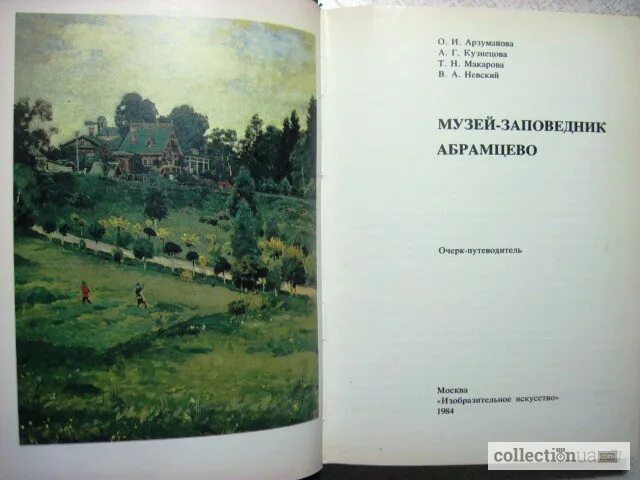 О. И. Арзуманова
А. Г. Кузнецова
Т. Н. Макарова
В. А. Невский
МУЗЕЙ-ЗАПОВЕДНИК
АБРАМЦЕВО
Очерк-путеводитель
Москва
«Изобразительное искусство»
1984
collection